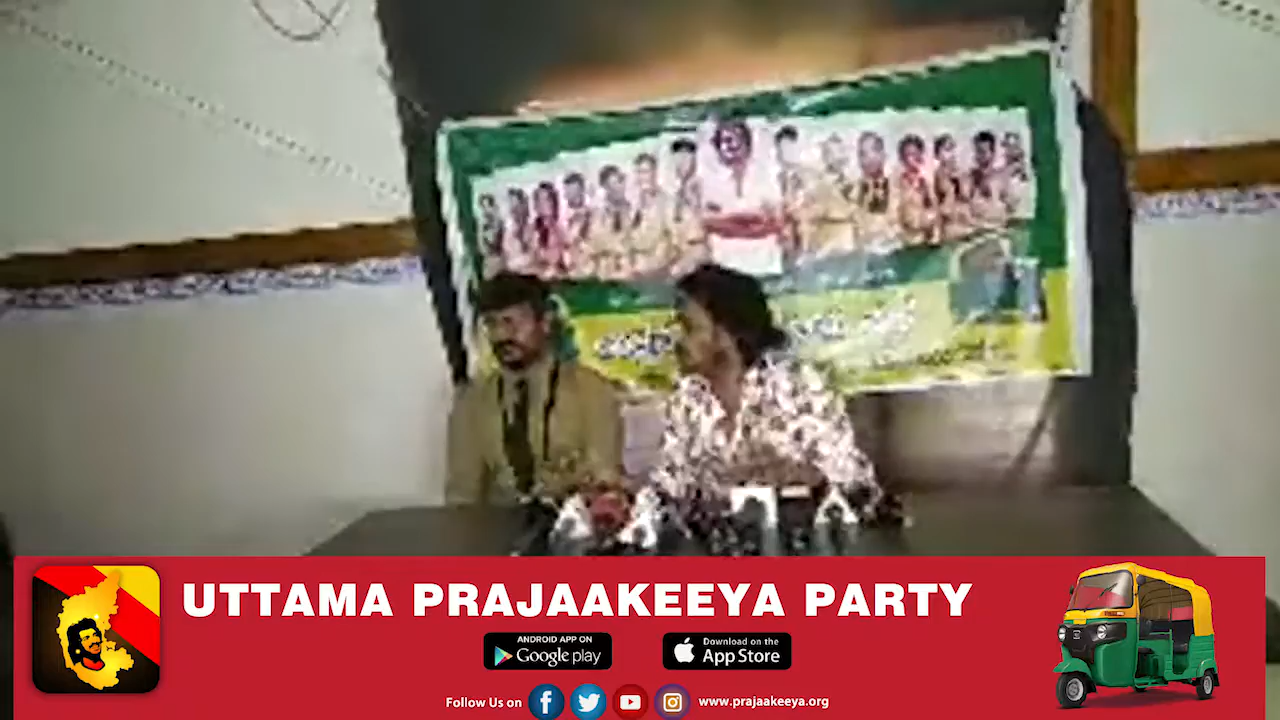 UTTAMA PRAJAAKEEYA PARTY
ANDROID APP ON
Google play
Download on the
App Store
Follow Us on
www.prajaakeeya.org